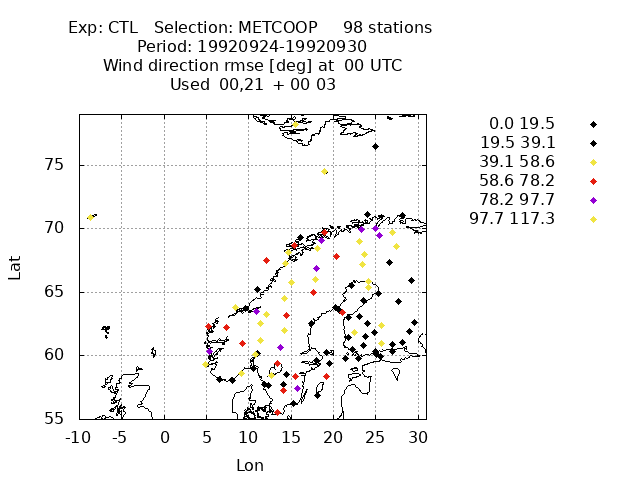 Exp: CTL   Selection: METCOOP     98 stations
Period: 19920924-19920930
Wind direction rmse [deg] at  00 UTC
Used  00,21  + 00 03
0.0 19.5
19.5 39.1
39.1 58.6
58.6 78.2
78.2 97.7
97.7 117.3
75
70
65
60
55
Lat
-10 -5 0 5 10 15 20 25 30
Lon